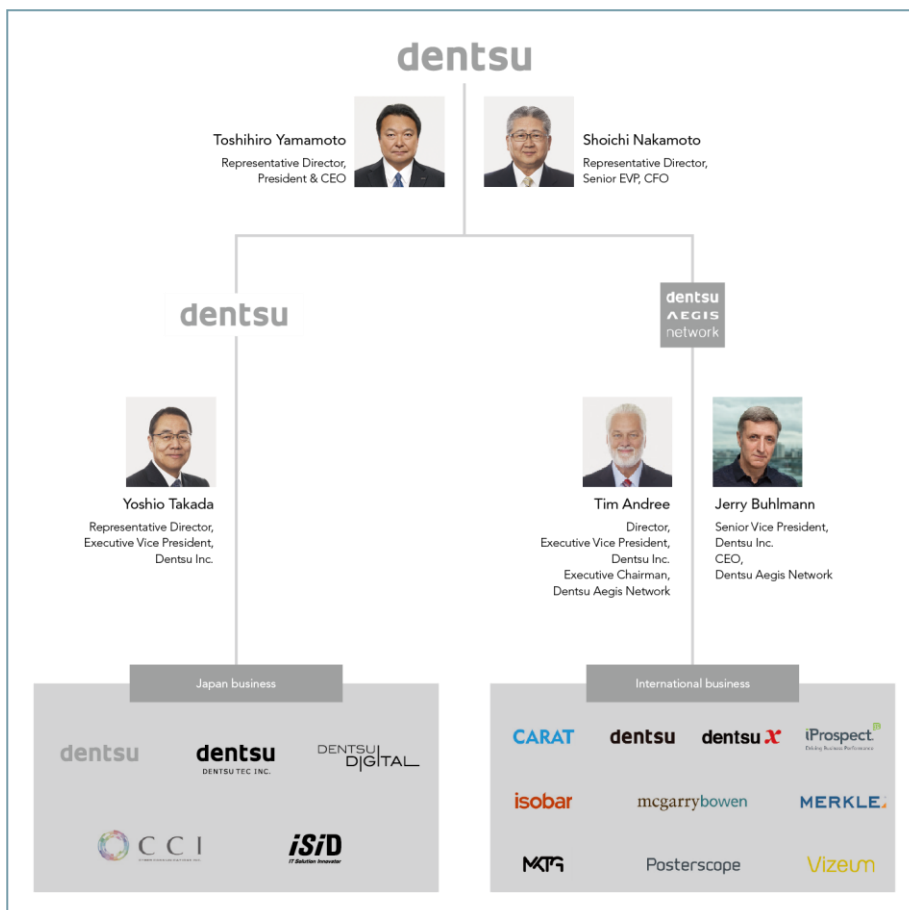 dentsu
Toshihiro Yamamoto
Representative Director,
President & CEO
Shoichi Nakamoto
Representative Director,
Senior EVP, CFO
dentsu
dentsu
AEGIS
network
Yoshio Takada
Representative Director,
Executive Vice President,
Dentsu Inc.
Tim Andree
Director,
Executive Vice President,
Dentsu Inc.
Executive Chairman,
Dentsu Aegis Network
Jerry Buhlmann
Senior Vice President,
Dentsu Inc.
CEO,
Dentsu Aegis Network
Japan business
dentsu
dentsu
DENTSU TEC INC.
DENTSU
DIGITAL
CCI
iSiD
IT Solution Innovator
International business
CARAT
dentsu
dentsu X
iProspect
Driving Business Performance
isobar
mcgarrybowen
MERKLE
MKTG
Posterscope
Vizeum